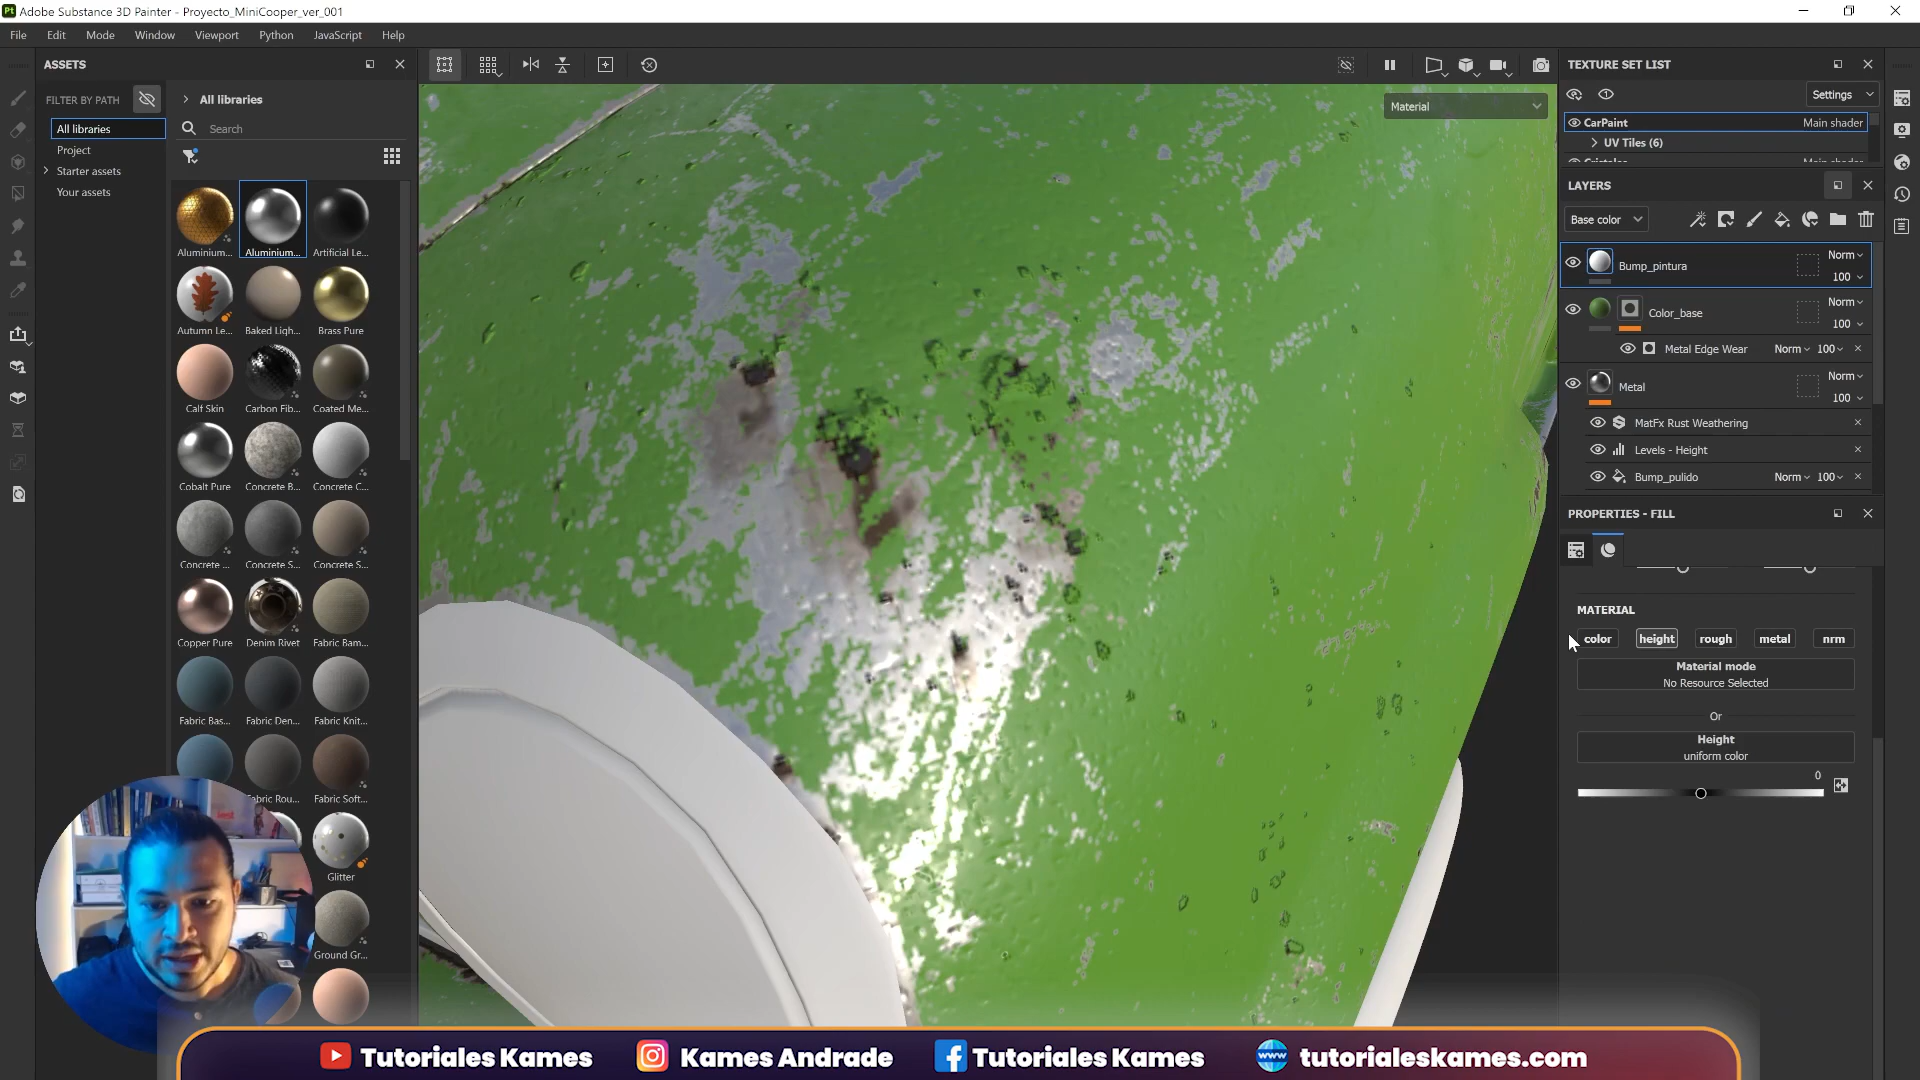 Adobe Substance 3D Painter - Proyecto_MiniCooper_ver_001
File Edit Mode Window Viewport Python JavaScript Help
ASSETS
FILTER BY PATH
All libraries
Project
Starter assets
Your assets
All libraries
Search
Aluminium... Aluminium... Artificial Le...
Autumn Le... Baked Ligh... Brass Pure
Calf Skin Carbon Fib... Coated Me...
Cobalt Pure Concrete B... Concrete C...
Concrete ... Concrete S... Concrete S...
Copper Pure Denim Rivet Fabric Bam...
Fabric Bas... Fabric Den... Fabric Knit...
Fabric Rou... Fabric Soft...
Glitter
Ground Gr...
Material
TEXTURE SET LIST
Settings
CarPaint Main shader
UV Tiles (6)
LAYERS
Base color
Bump_pintura Norm 100
Color_base Norm 100
Metal Edge Wear Norm 100
Metal Norm 100
MatFx Rust Weathering
Levels - Height
Bump_pulido Norm 100
PROPERTIES - FILL
MATERIAL
color height rough metal nrm
Material mode
No Resource Selected
Or
Height
uniform color
0
Tutoriales Kames Kames Andrade Tutoriales Kames tutorialeskames.com